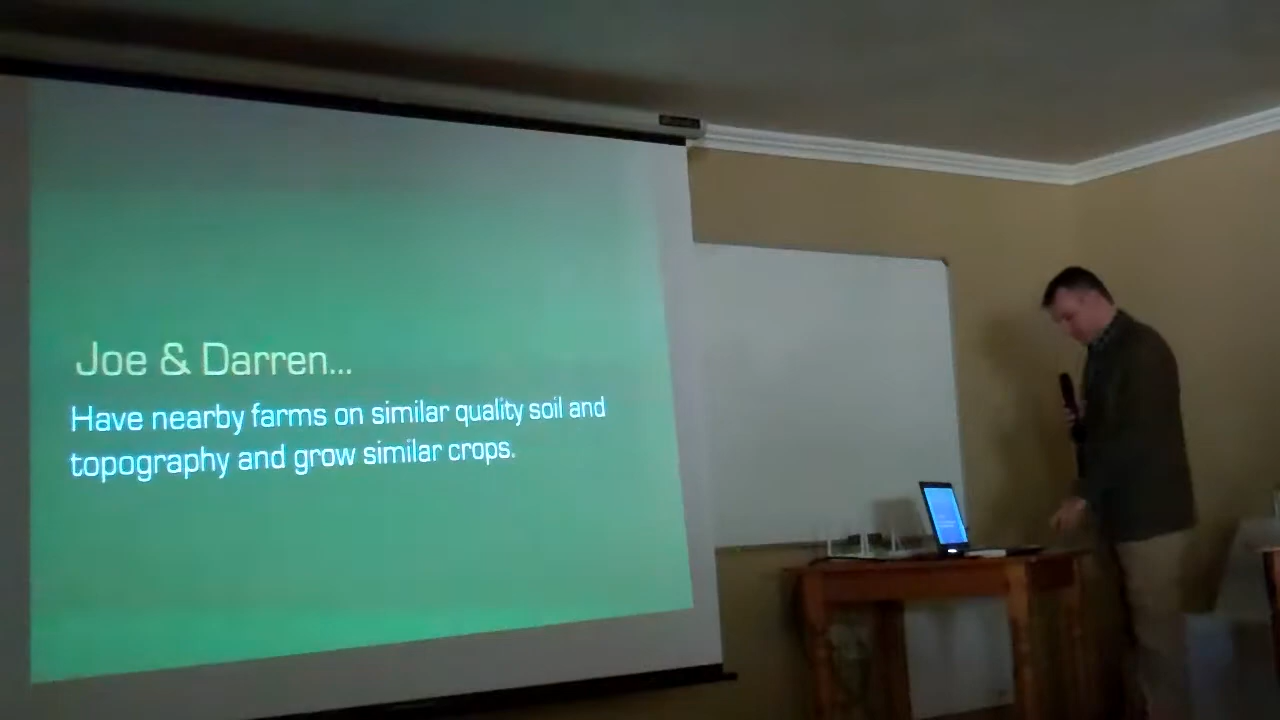 Joe & Darren...
Have nearby farms on similar quality soil and
topography and grow similar crops.